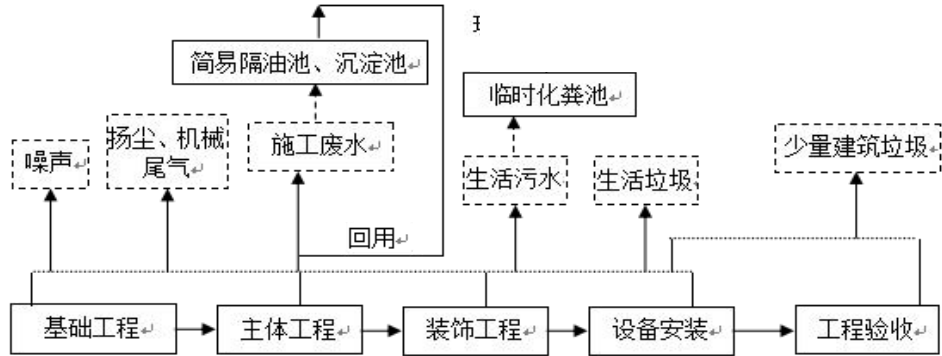 简易隔油池、沉淀池
临时化粪池
噪声
扬尘、机械
尾气
施工废水
生活污水
生活垃圾
少量建筑垃圾
回用
基础工程
主体工程
装饰工程
设备安装
工程验收